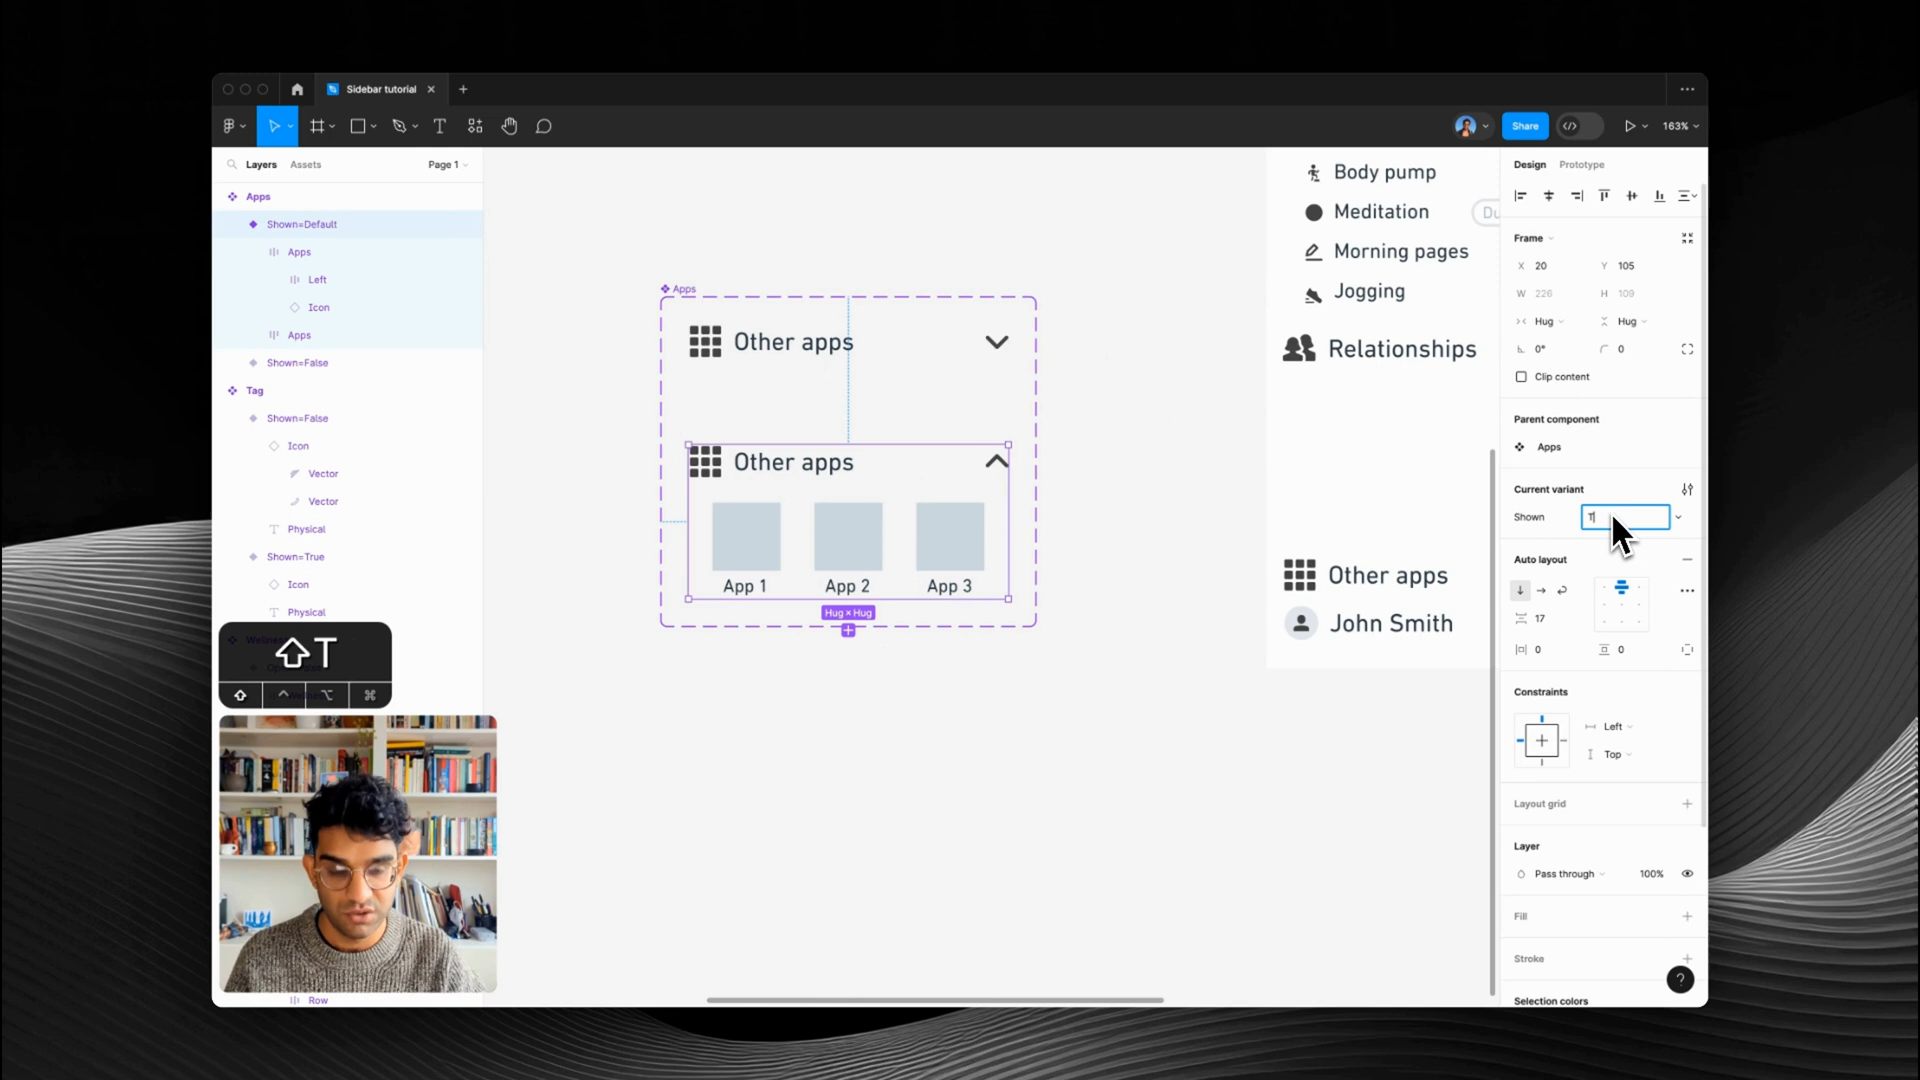 Sidebar tutorial
Share
163%
Layers
Assets
Page 1
Apps
Shown=Default
Apps
Left
Icon
Apps
Shown=False
Tag
Shown=False
Icon
Vector
Vector
Physical
Shown=True
Icon
Physical
T
Row
Apps
Other apps
Other apps
App 1
App 2
App 3
Hug × Hug
Body pump
Meditation
Du
Morning pages
Jogging
Relationships
Other apps
John Smith
Design
Prototype
Frame
X 20
Y 105
W 226
H 109
Hug
Hug
0°
0
Clip content
Parent component
Apps
Current variant
Shown
T
Auto layout
17
0
0
Constraints
Left
Top
Layout grid
Layer
Pass through
100%
Fill
Stroke
Selection colors
?